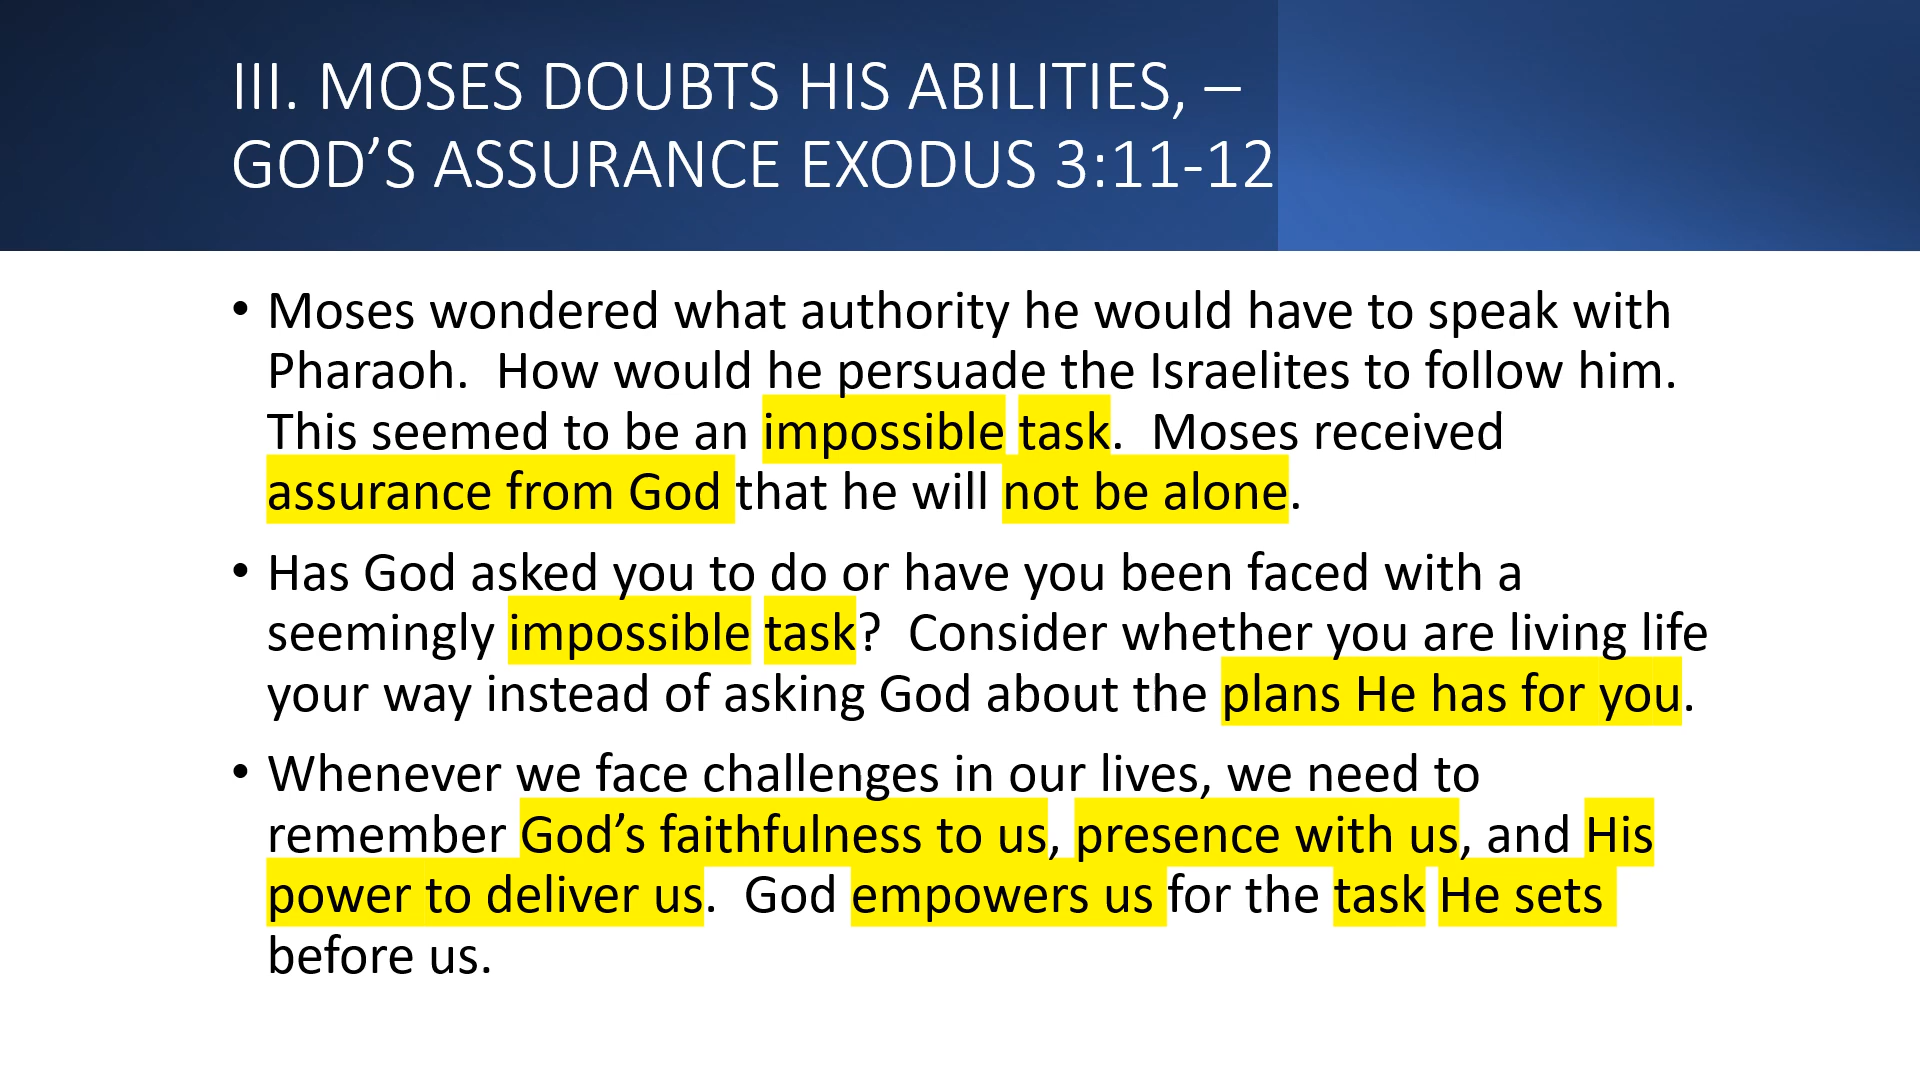 III. MOSES DOUBTS HIS ABILITIES, –
GOD’S ASSURANCE EXODUS 3:11-12
• Moses wondered what authority he would have to speak with
Pharaoh.  How would he persuade the Israelites to follow him.
This seemed to be an impossible task.  Moses received
assurance from God that he will not be alone.
• Has God asked you to do or have you been faced with a
seemingly impossible task?  Consider whether you are living life
your way instead of asking God about the plans He has for you.
• Whenever we face challenges in our lives, we need to
remember God’s faithfulness to us, presence with us, and His
power to deliver us.  God empowers us for the task He sets
before us.